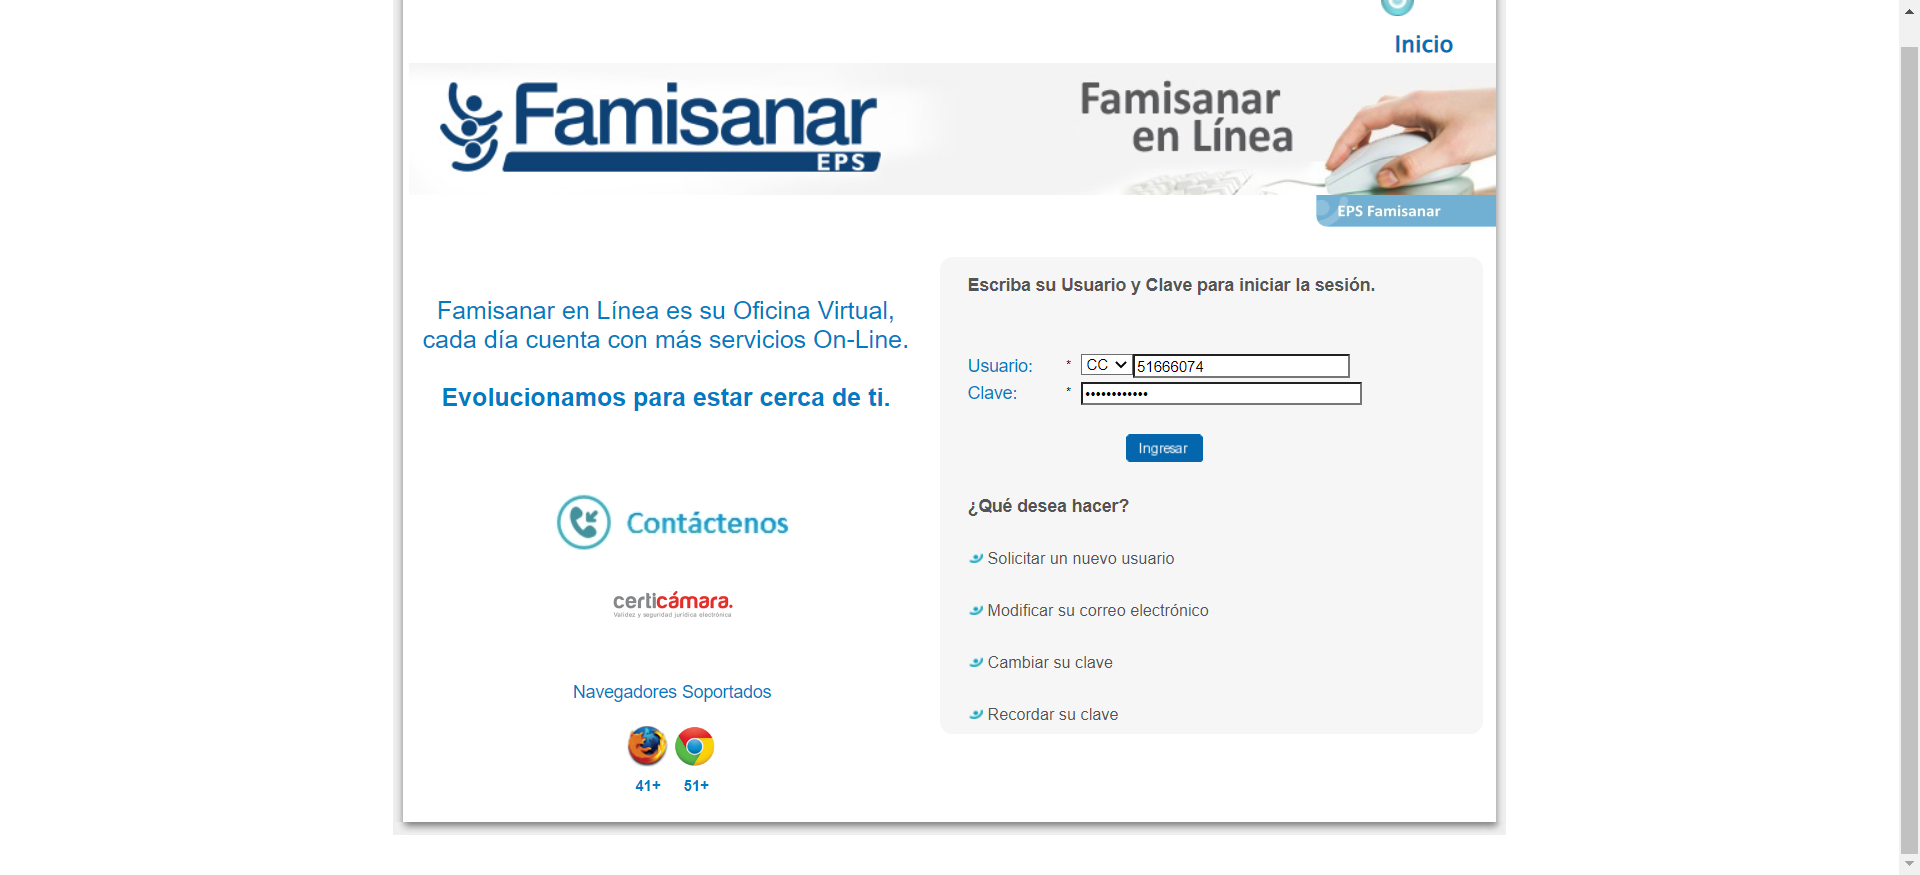 Inicio
Famisanar
EPS
Famisanar
en Línea
EPS Famisanar
Famisanar en Línea es su Oficina Virtual,
cada día cuenta con más servicios On-Line.
Evolucionamos para estar cerca de ti.
Contáctenos
certicámara.
Validez y seguridad jurídica electrónica
Navegadores Soportados
41+ 51+
Escriba su Usuario y Clave para iniciar la sesión.
Usuario: * CC 51666074
Clave: * ••••••••••••
Ingresar
¿Qué desea hacer?
Solicitar un nuevo usuario
Modificar su correo electrónico
Cambiar su clave
Recordar su clave